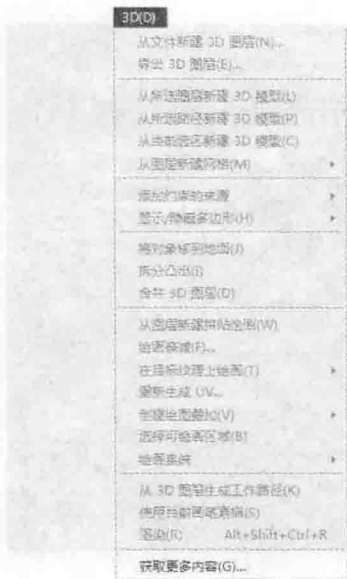 3D(D)
从文件新建 3D 图层(N)...
导出 3D 图层(E)...
从所选图层新建 3D 模型(L)
从所选路径新建 3D 模型(P)
从当前选区新建 3D 模型(C)
从图层新建网格(M)
添加约束的来源
显示/隐藏多边形(H)
将对象移到地面(J)
拆分凸出(I)
合并 3D 图层(D)
从图层新建拼贴绘画(W)
绘画衰减(F)...
在目标纹理上绘画(T)
重新生成 UV...
创建绘图叠加(V)
选择可绘画区域(B)
绘画系统
从 3D 图层生成工作路径(K)
使用当前画笔素描(S)
渲染(R) Alt+Shift+Ctrl+R
获取更多内容(G)...